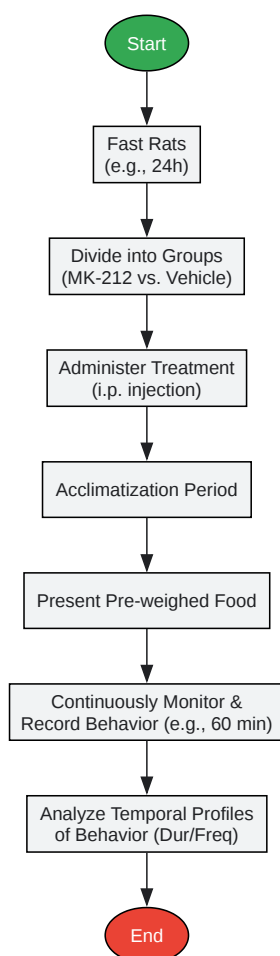 Start
Fast Rats
(e.g., 24h)
Divide into Groups
(MK-212 vs. Vehicle)
Administer Treatment
(i.p. injection)
Acclimatization Period
Present Pre-weighed Food
Continuously Monitor &
Record Behavior (e.g., 60 min)
Analyze Temporal Profiles
of Behavior (Dur/Freq)
End